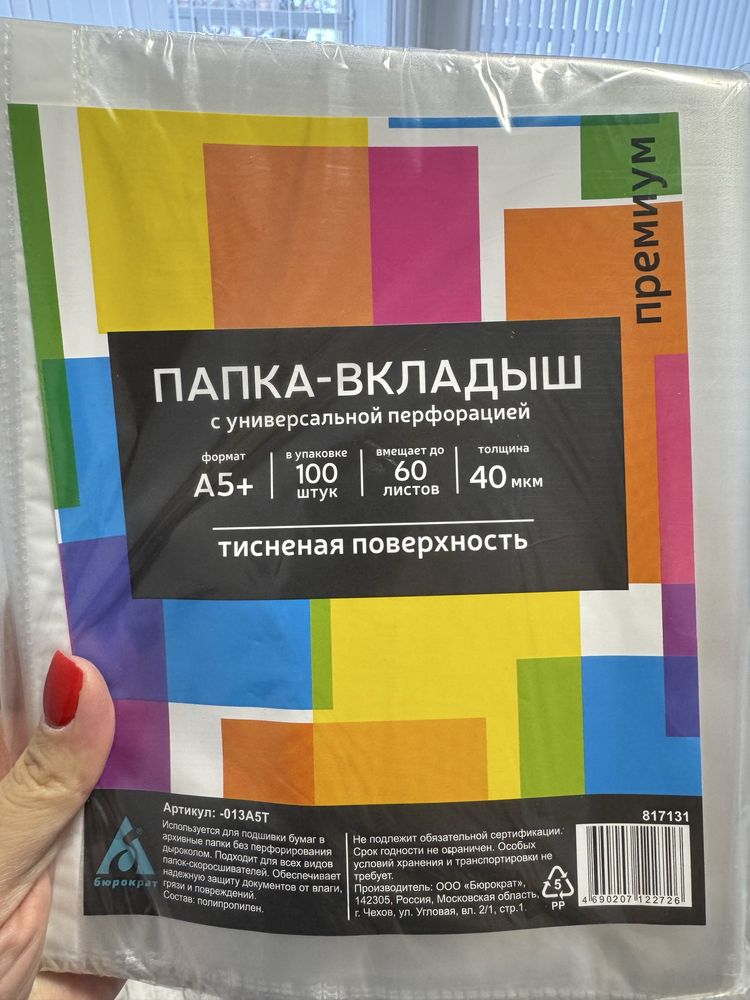 премиум
ПАПКА-ВКЛАДЫШ
с универсальной перфорацией
формат
А5+
в упаковке
100
штук
вмещает до
60
листов
толщина
40 мкм
тисненая поверхность
Артикул: -013А5Т
Используется для подшивки бумаг в
архивные папки без перфорирования
дыроколом. Подходит для всех видов
папок-скоросшивателей. Обеспечивает
надежную защиту документов от влаги,
грязи и повреждений.
Состав: полипропилен.
бюрократ
Не подлежит обязательной сертификации.
Срок годности не ограничен. Особых
условий хранения и транспортировки не
требует.
Производитель: ООО «Бюрократ»,
142305, Россия, Московская область,
г. Чехов, ул. Угловая, вл. 2/1, стр.1.
5
PP
817131
4 690207 122726